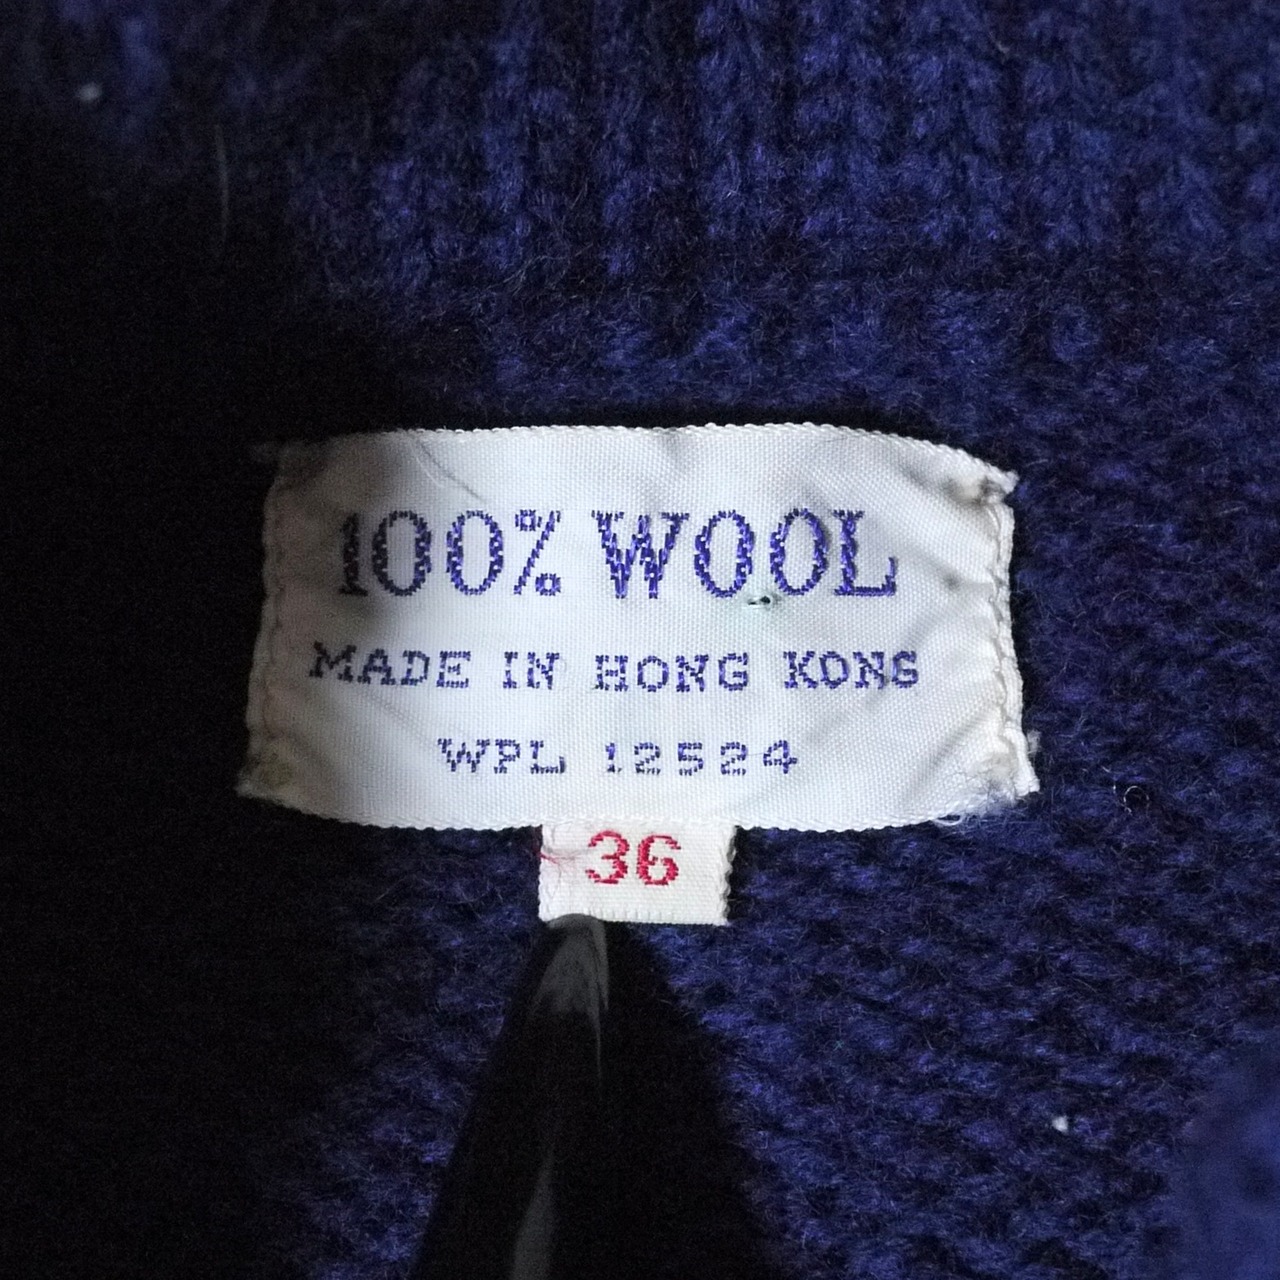 100% WOOL
MADE IN HONG KONG
WPL 12524
36